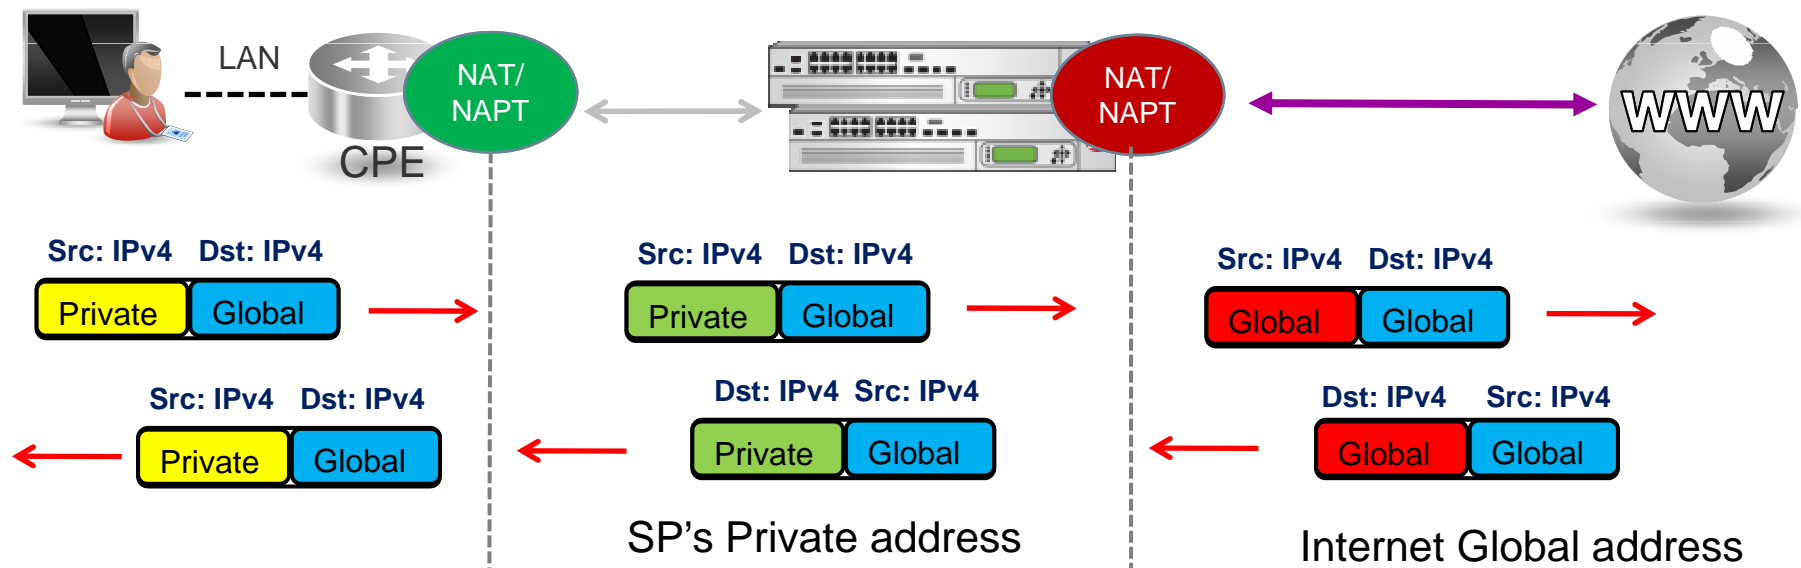 LAN
CPE
NAT/
NAPT
NAT/
NAPT
WWW
Src: IPv4 Dst: IPv4
Private Global
Src: IPv4 Dst: IPv4
Private Global
Src: IPv4 Dst: IPv4
Global Global
Src: IPv4 Dst: IPv4
Private Global
Dst: IPv4 Src: IPv4
Private Global
Dst: IPv4 Src: IPv4
Global Global
SP's Private address
Internet Global address